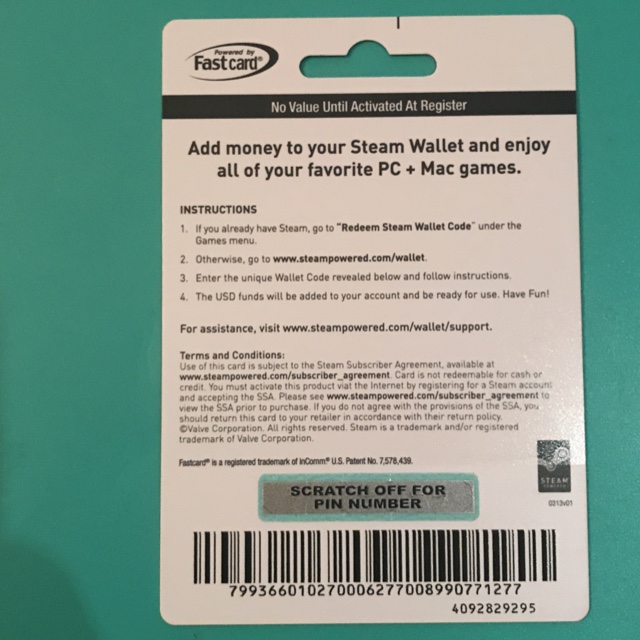 Powered by
Fastcard®
No Value Until Activated At Register
Add money to your Steam Wallet and enjoy
all of your favorite PC + Mac games.
INSTRUCTIONS
1. If you already have Steam, go to "Redeem Steam Wallet Code" under the
Games menu.
2. Otherwise, go to www.steampowered.com/wallet.
3. Enter the unique Wallet Code revealed below and follow instructions.
4. The USD funds will be added to your account and be ready for use. Have Fun!
For assistance, visit www.steampowered.com/wallet/support.
Terms and Conditions:
Use of this card is subject to the Steam Subscriber Agreement, available at
www.steampowered.com/subscriber_agreement. Card is not redeemable for cash or
credit. You must activate this product viat the Internet by registering for a Steam account
and accepting the SSA. Please see www.steampowered.com/subscriber_agreement to
view the SSA prior to purchase. If you do not agree with the provisions of the SSA, you
should return this card to your retailer in accordance with their return policy.
©Valve Corporation. All rights reserved. Steam is a trademark and/or registered
trademark of Valve Corporation.
Fastcard® is a registered trademark of InComm® U.S. Patent No. 7,578,439.
STEAM
0313v01
SCRATCH OFF FOR
PIN NUMBER
799366010270006277008990771277
4092829295